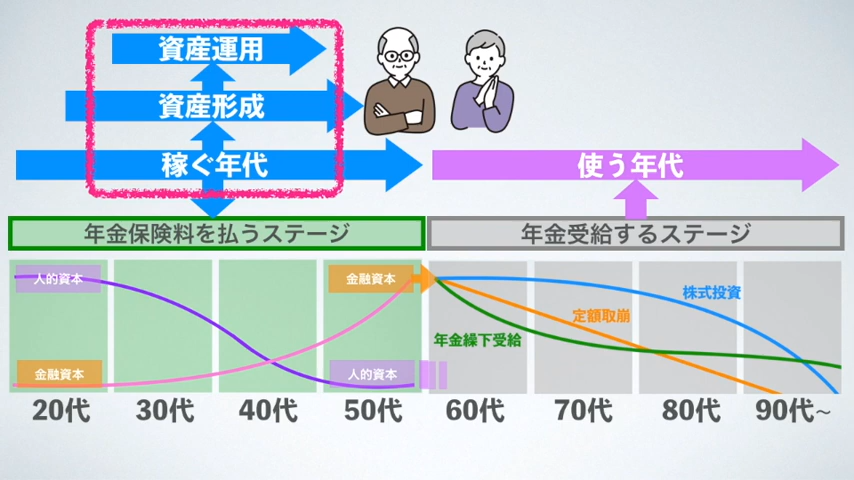 資産運用
資産形成
稼ぐ年代
使う年代
年金保険料を払うステージ
年金受給するステージ
人的資本
金融資本
株式投資
定額取崩
年金繰下受給
金融資本
人的資本
20代
30代
40代
50代
60代
70代
80代
90代~